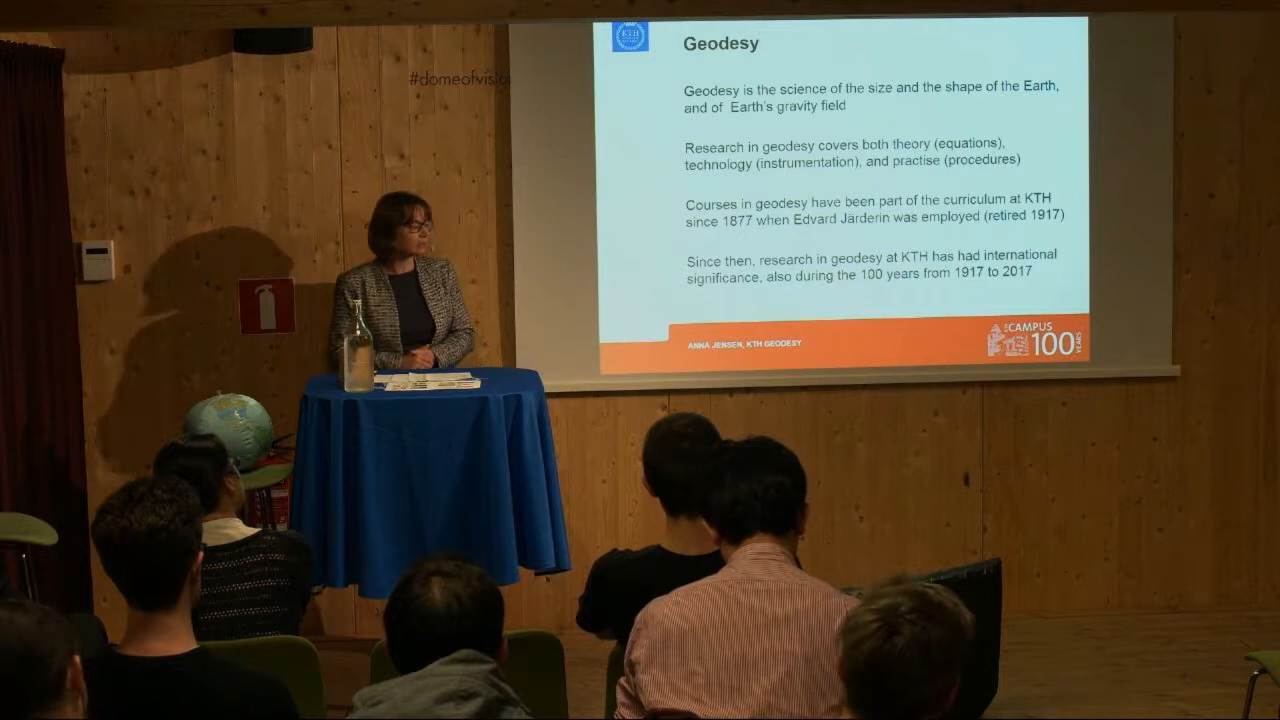 #domeofvisio
KTH
Geodesy
Geodesy is the science of the size and the shape of the Earth,
and of Earth's gravity field
Research in geodesy covers both theory (equations),
technology (instrumentation), and practise (procedures)
Courses in geodesy have been part of the curriculum at KTH
since 1877 when Edvard Jäderin was employed (retired 1917)
Since then, research in geodesy at KTH has had international
significance, also during the 100 years from 1917 to 2017
ANNA JENSEN, KTH GEODESY
CAMPUS
100
YEARS